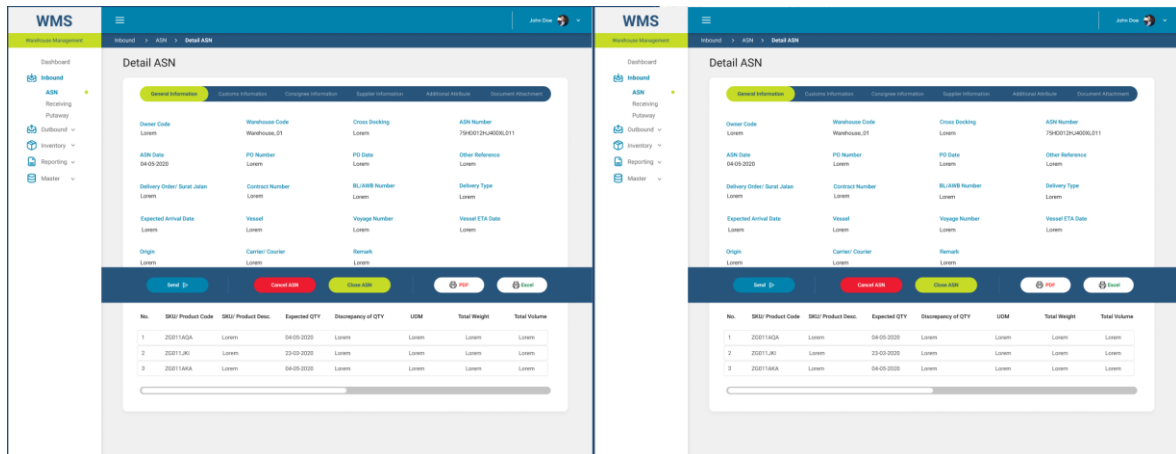 WMS
John Doe
Warehouse Management
Inbound > ASN > Detail ASN
Dashboard
Inbound
ASN
Receiving
Putaway
Outbound
Inventory
Reporting
Master
Detail ASN
General Information Customs Information Consignee Information Supplier Information Additional Attribute Document Attachment
Owner Code Warehouse Code Cross Docking ASN Number
Lorem Warehouse_01 Lorem 75HD012HJ400XL011
ASN Date PO Number PO Date Other Reference
04-05-2020 Lorem Lorem Lorem
Delivery Order/ Surat Jalan Contract Number BL/AWB Number Delivery Type
Lorem Lorem Lorem Lorem
Expected Arrival Date Vessel Voyage Number Vessel ETA Date
Lorem Lorem Lorem Lorem
Origin Carrier/ Courier Remark
Lorem Lorem Lorem
Send Cancel ASN Close ASN PDF Excel
No. SKU/ Product Code SKU/ Product Desc. Expected QTY Discrepancy of QTY UOM Total Weight Total Volume
1 ZG011AQA Lorem 04-05-2020 Lorem Lorem Lorem Lorem
2 ZG011JKI Lorem 23-03-2020 Lorem Lorem Lorem Lorem
3 ZG011AKA Lorem 04-05-2020 Lorem Lorem Lorem Lorem
WMS
John Doe
Warehouse Management
Inbound > ASN > Detail ASN
Dashboard
Inbound
ASN
Receiving
Putaway
Outbound
Inventory
Reporting
Master
Detail ASN
General Information Customs Information Consignee Information Supplier Information Additional Attribute Document Attachment
Owner Code Warehouse Code Cross Docking ASN Number
Lorem Warehouse_01 Lorem 75HD012HJ400XL011
ASN Date PO Number PO Date Other Reference
04-05-2020 Lorem Lorem Lorem
Delivery Order/ Surat Jalan Contract Number BL/AWB Number Delivery Type
Lorem Lorem Lorem Lorem
Expected Arrival Date Vessel Voyage Number Vessel ETA Date
Lorem Lorem Lorem Lorem
Origin Carrier/ Courier Remark
Lorem Lorem Lorem
Send Cancel ASN Close ASN PDF Excel
No. SKU/ Product Code SKU/ Product Desc. Expected QTY Discrepancy of QTY UOM Total Weight Total Volume
1 ZG011AQA Lorem 04-05-2020 Lorem Lorem Lorem Lorem
2 ZG011JKI Lorem 23-03-2020 Lorem Lorem Lorem Lorem
3 ZG011AKA Lorem 04-05-2020 Lorem Lorem Lorem Lorem